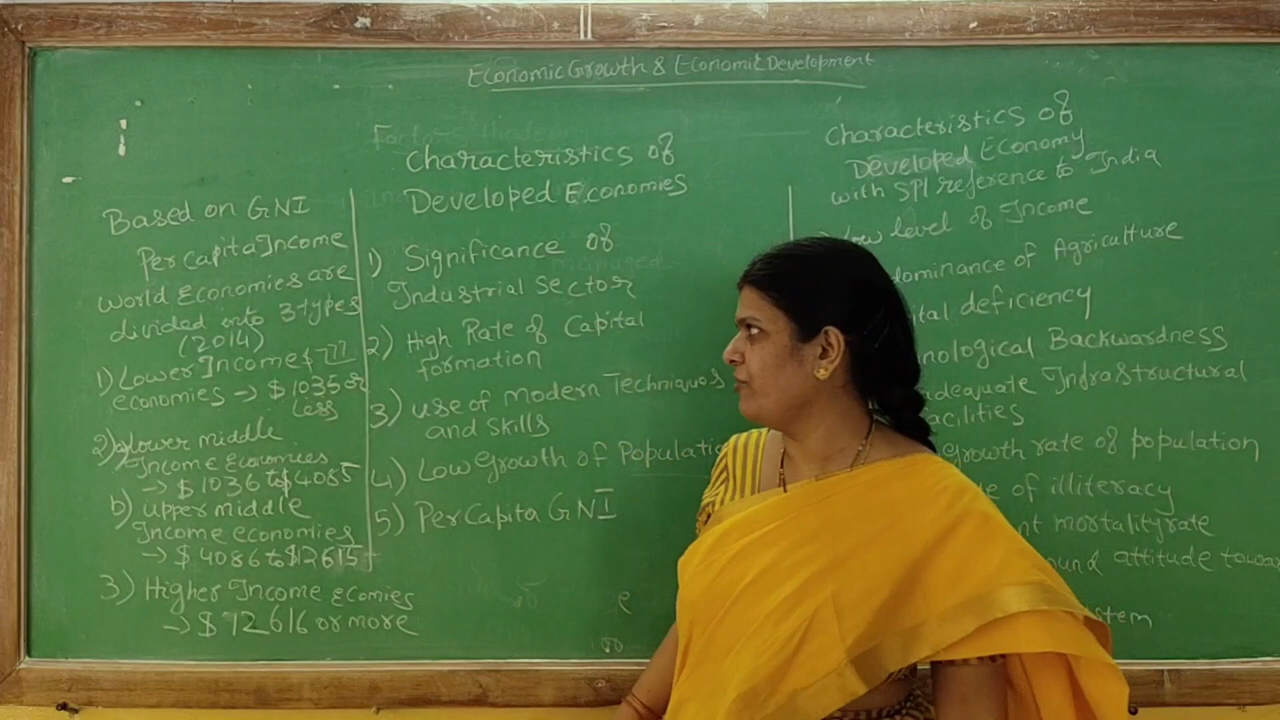 Economic Growth & Economic Development
Based on GNI
Per capita Income
world Economies are
divided into 3 types
(2014)
1) Lower Income
economies → $1035 or
Less
2) a) lower middle
Income Economies
→ $1036 to $4085
b) upper middle
Income economies
→ $4086 to $12615
3) Higher Income ecomies
→ $12616 or more
Characteristics of
Developed Economies
1) Significance of
Industrial Sector
2) High Rate of Capital
formation
3) use of modern Techniques
and Skills
4) Low Growth of Populatio
5) Per Capita GNI
Characteristics of
Developed Economy
with Spl reference to India
low level of Income
dominance of Agriculture
ital deficiency
nological Backwardness
adequate Infrastructural
acilities
Growth rate of population
e of illiteracy
nt mortality rate
ound attitude towar
stem